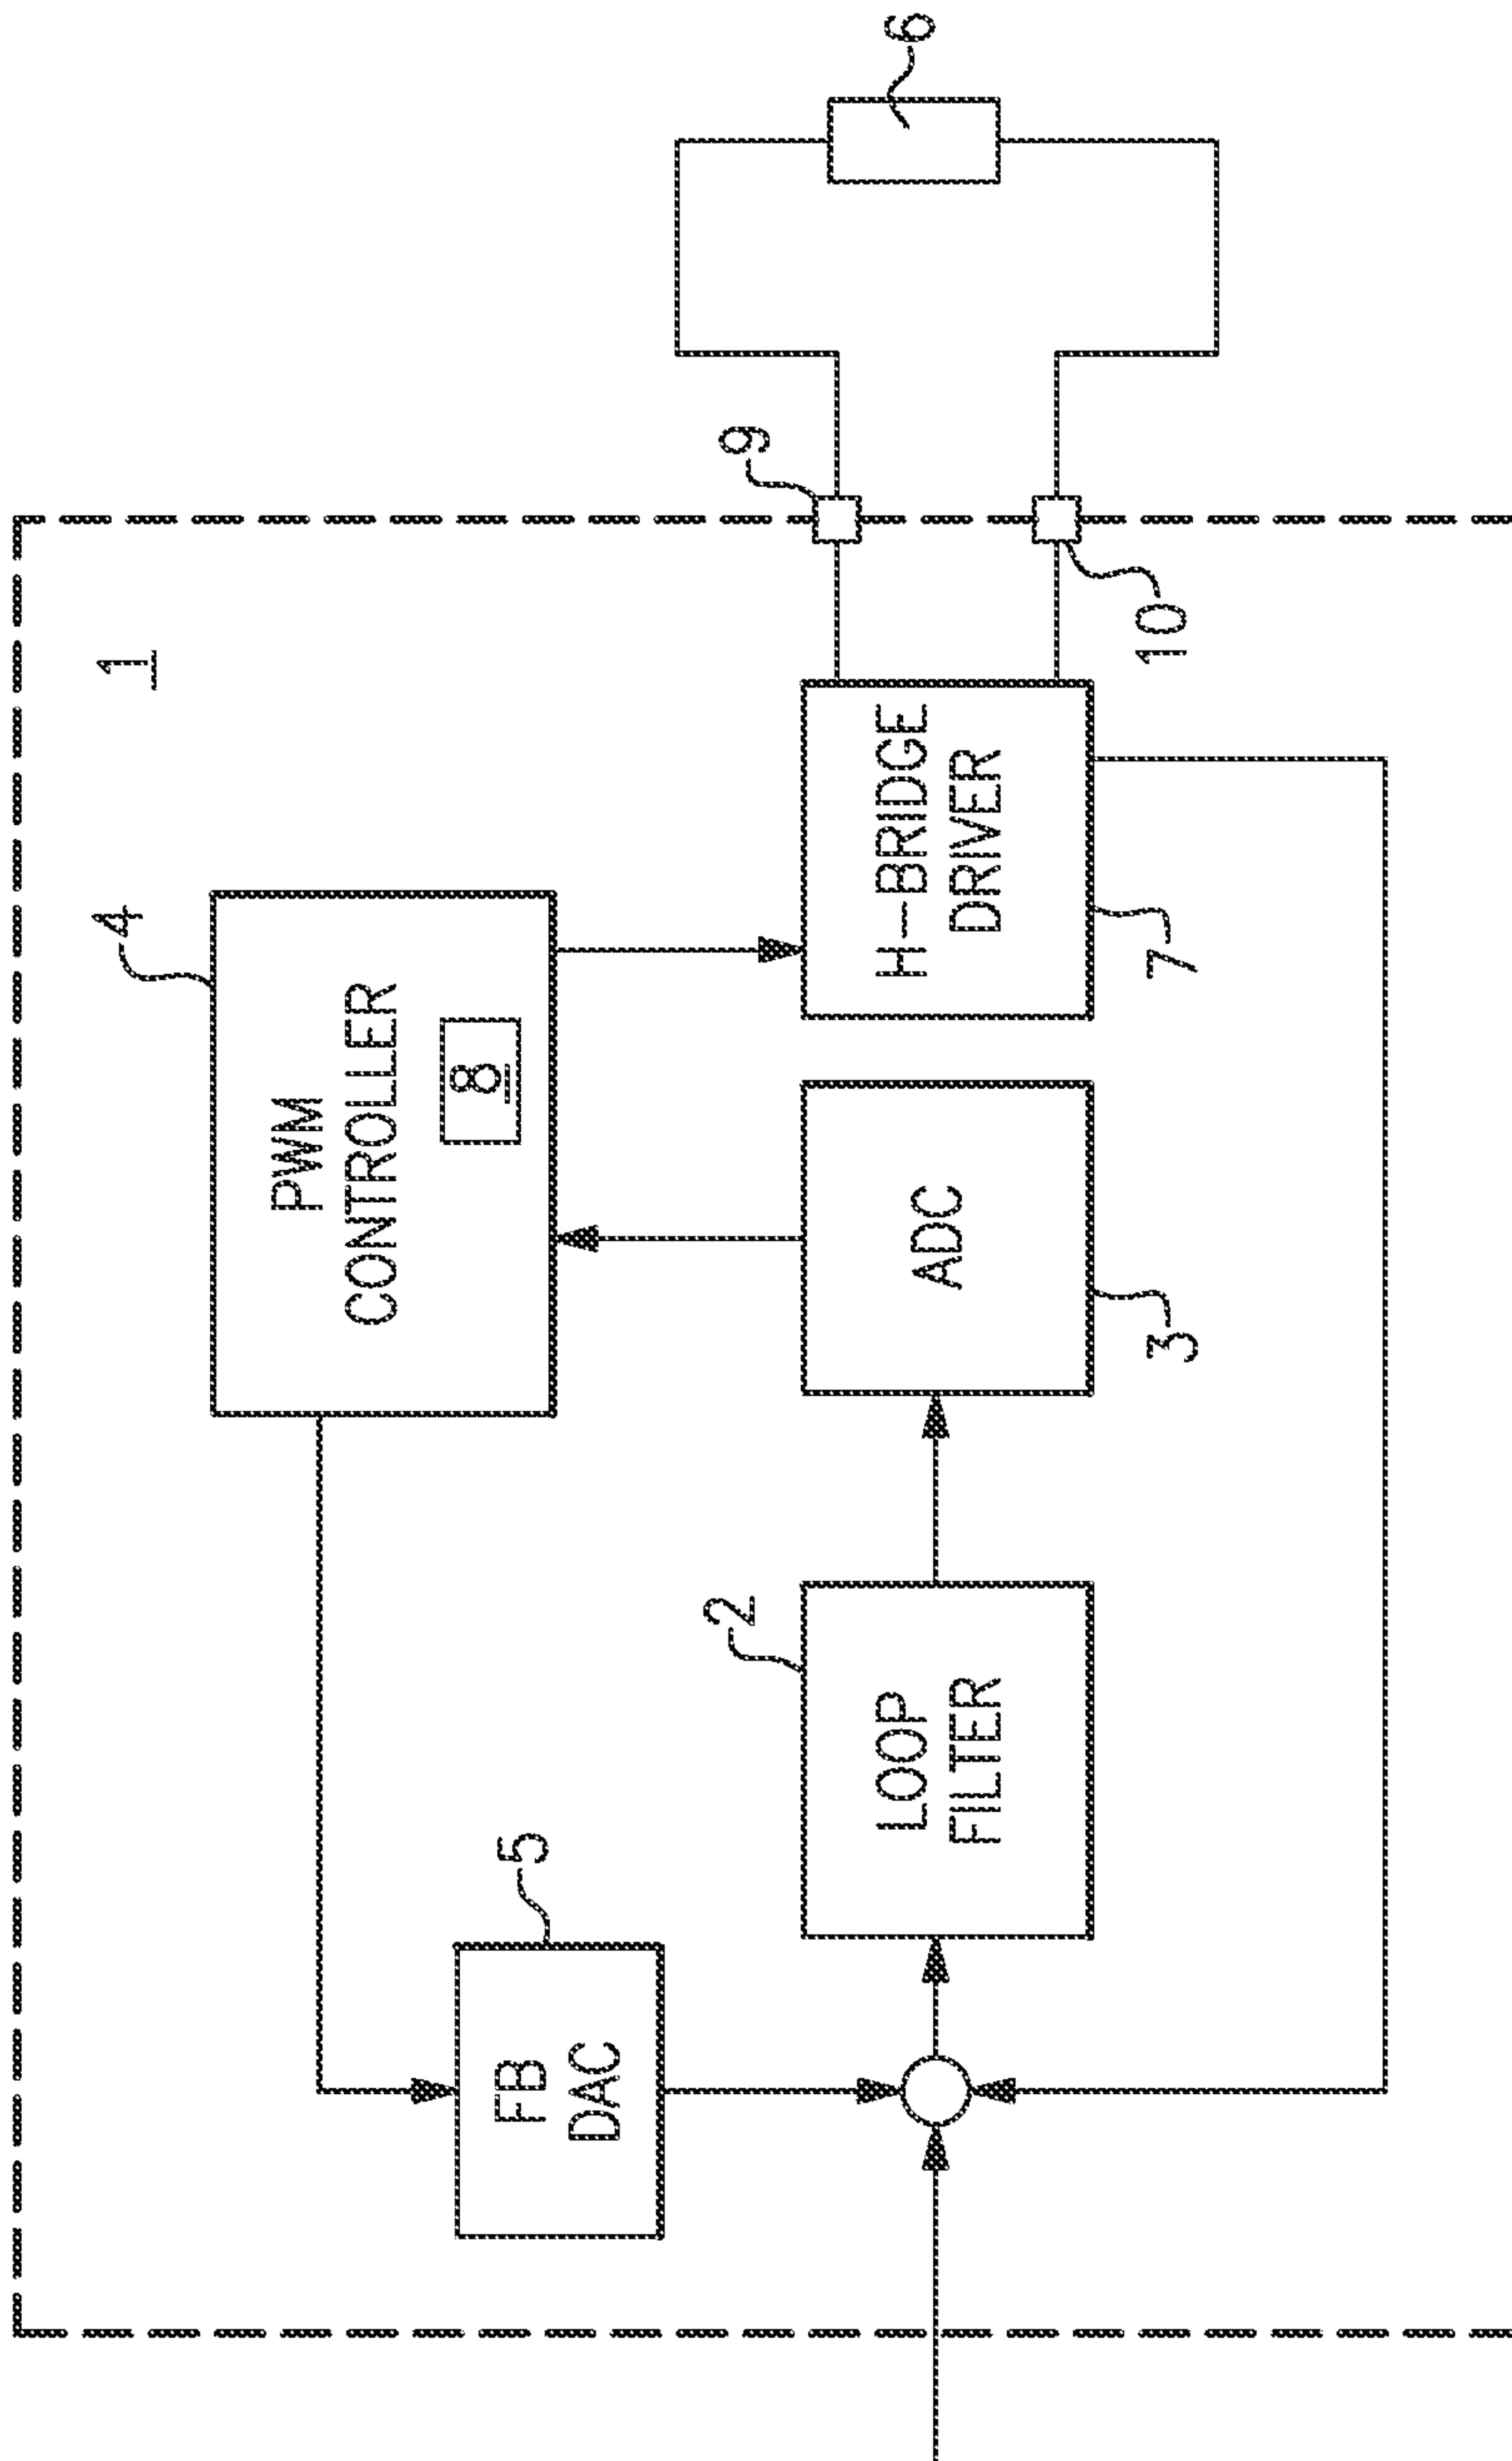 1
4
PWM
CONTROLLER
8
5
FB
DAC
2
LOOP
FILTER
ADC
3
H-BRIDGE
DRIVER
7
9
10
6